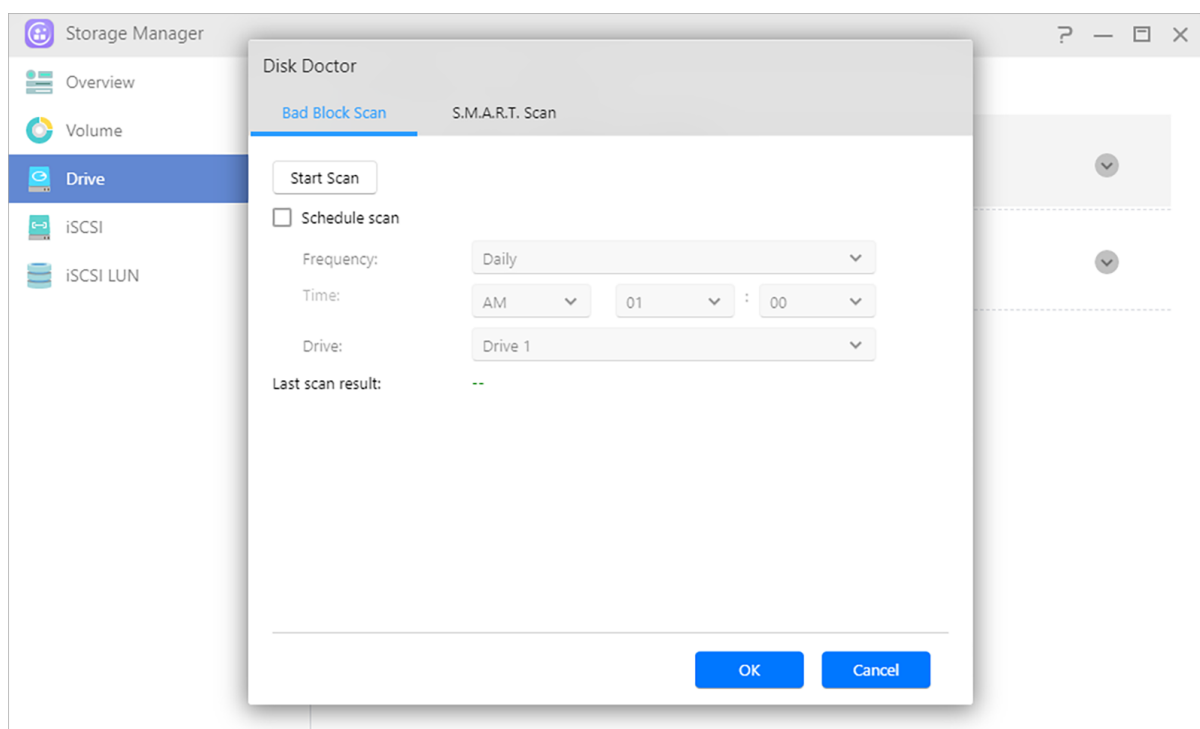 Storage Manager
Overview
Volume
Drive
iSCSI
iSCSI LUN
Disk Doctor
Bad Block Scan S.M.A.R.T. Scan
Start Scan
Schedule scan
Frequency: Daily
Time: AM 01 : 00
Drive: Drive 1
Last scan result: --
OK Cancel